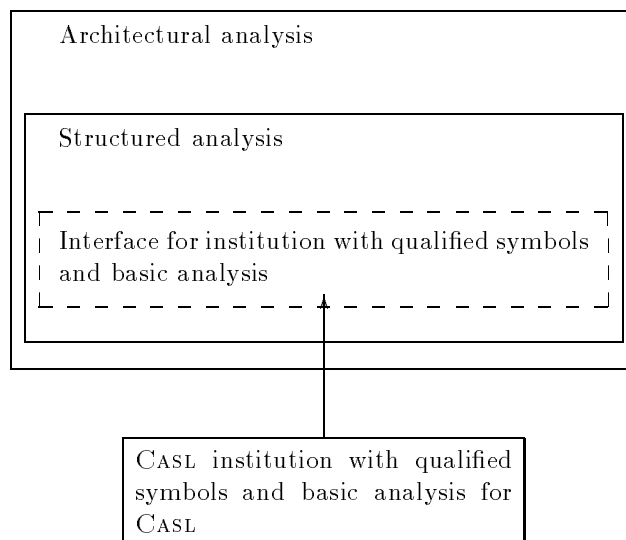 Architectural analysis
Structured analysis
Interface for institution with qualified symbols
and basic analysis
CASL institution with qualified
symbols and basic analysis for
CASL